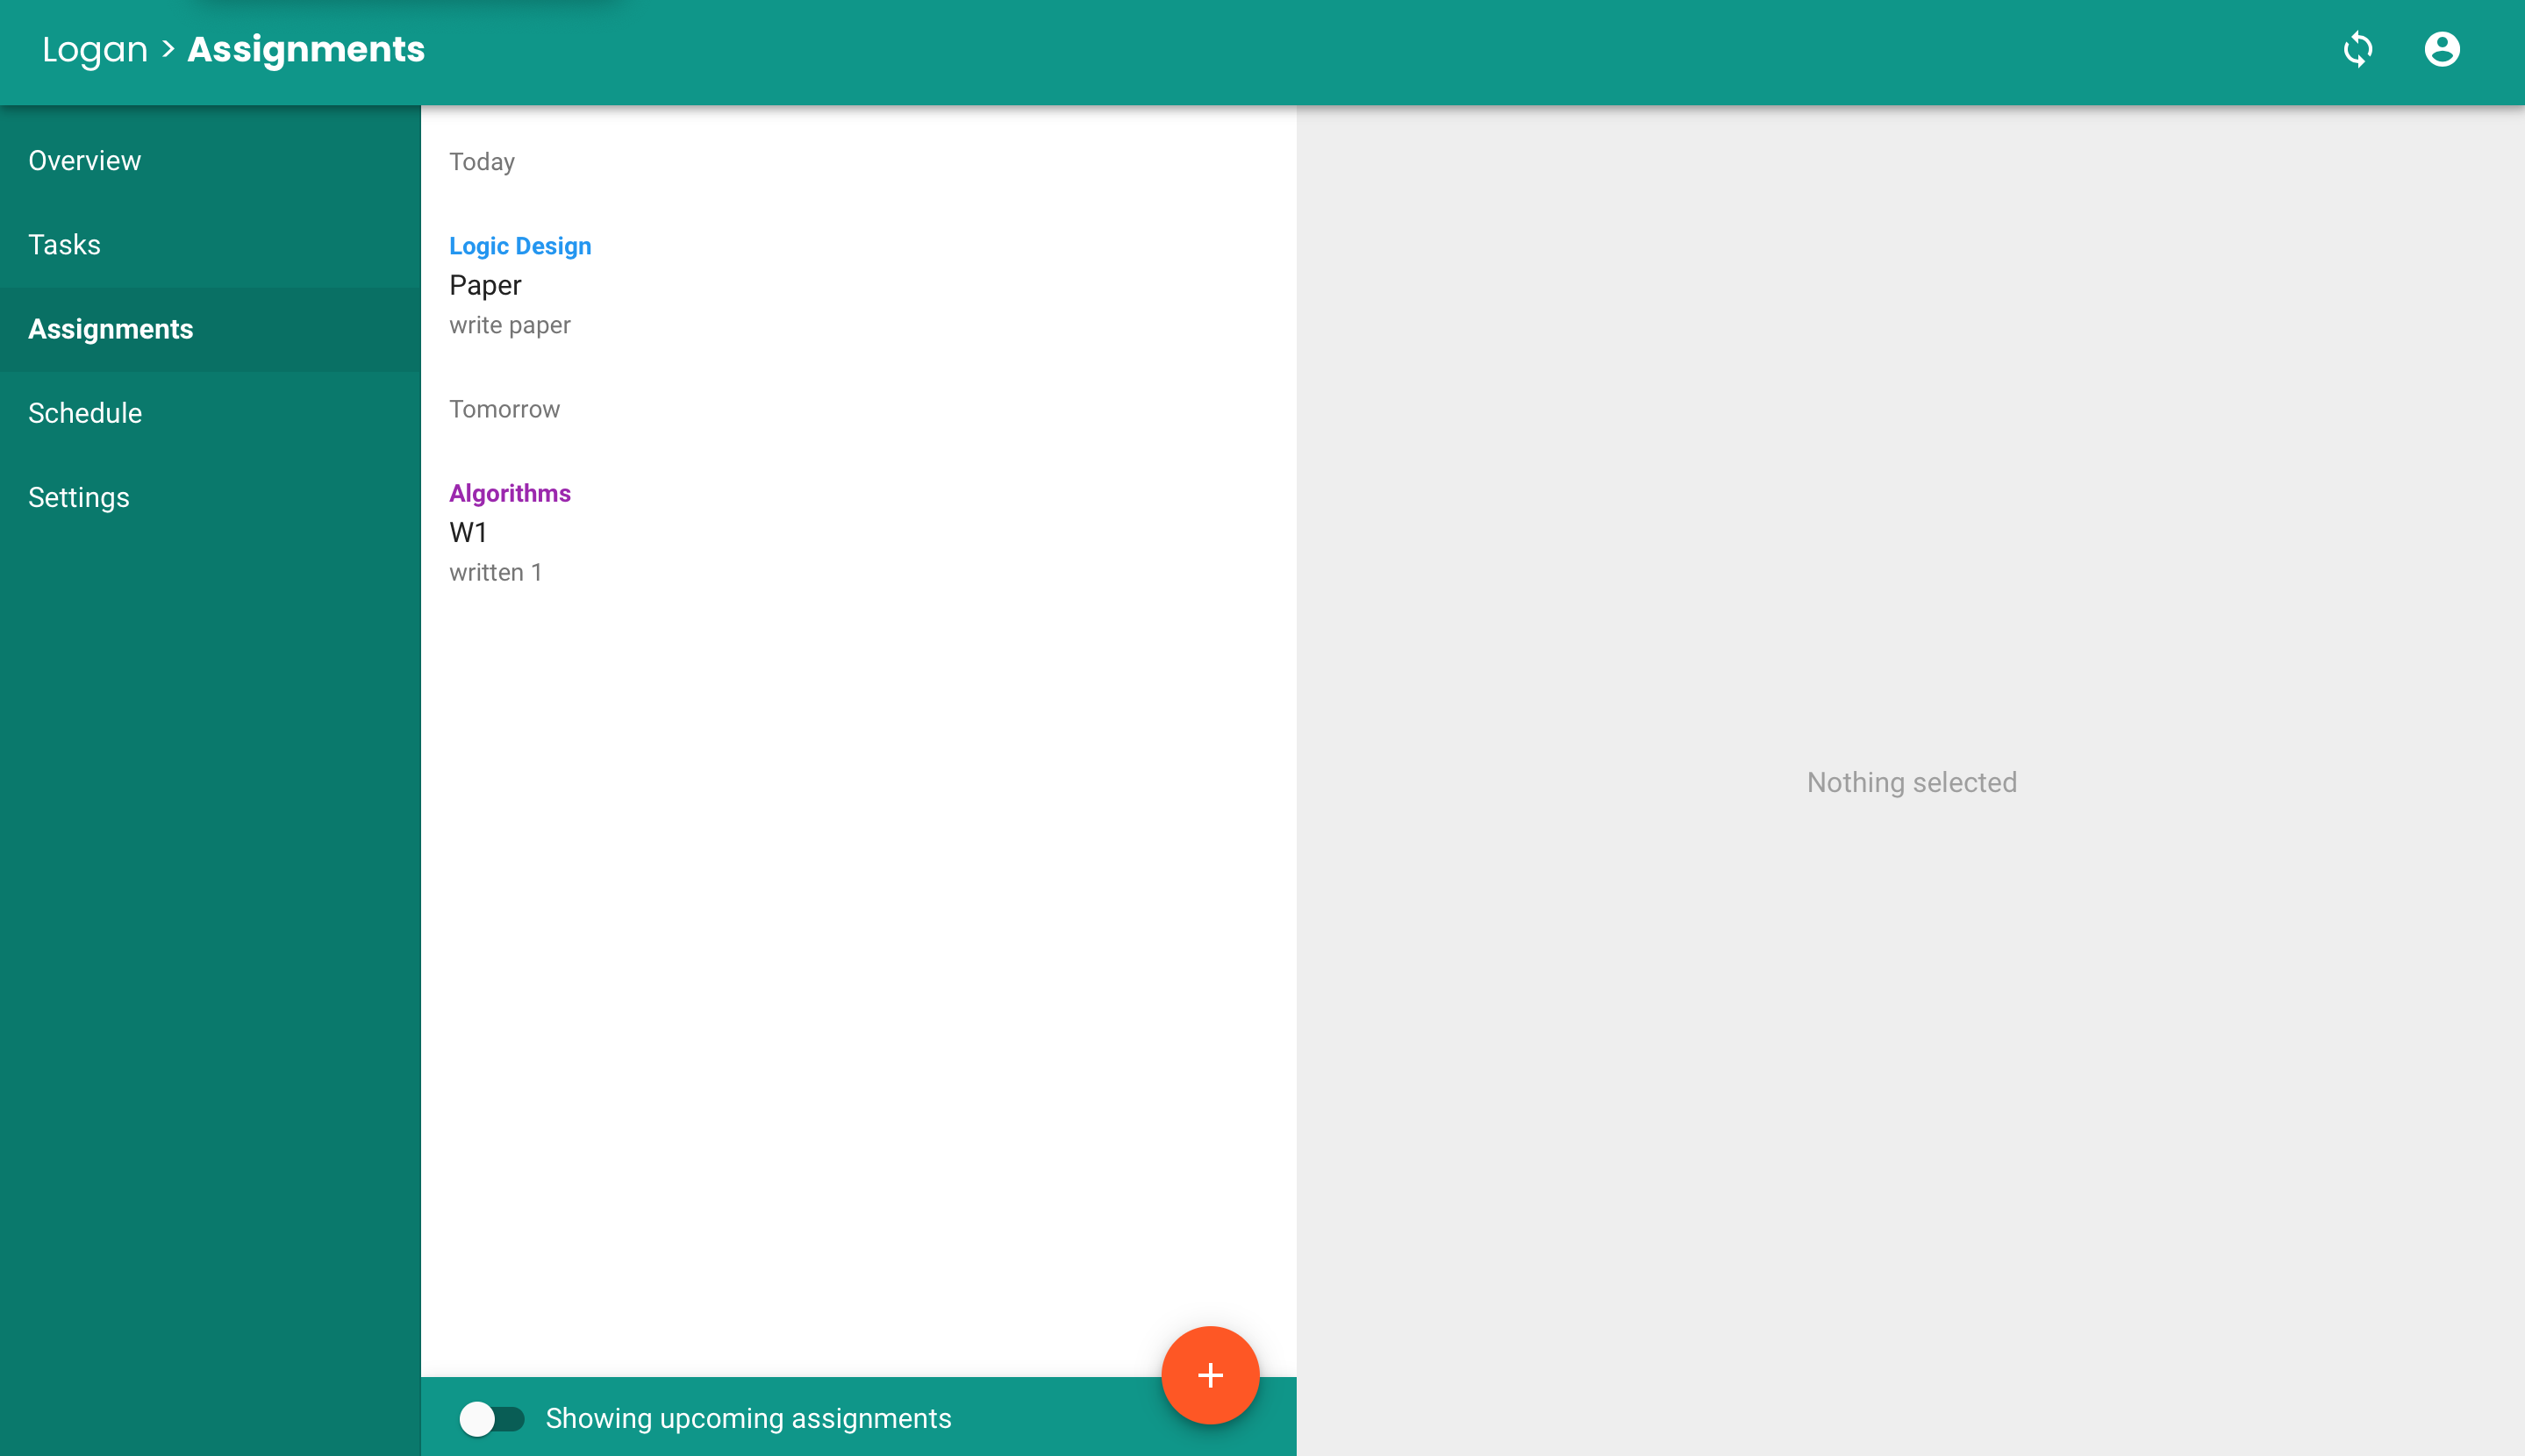 Logan > Assignments
Overview
Tasks
Assignments
Schedule
Settings
Today
Logic Design
Paper
write paper
Tomorrow
Algorithms
W1
written 1
Nothing selected
Showing upcoming assignments